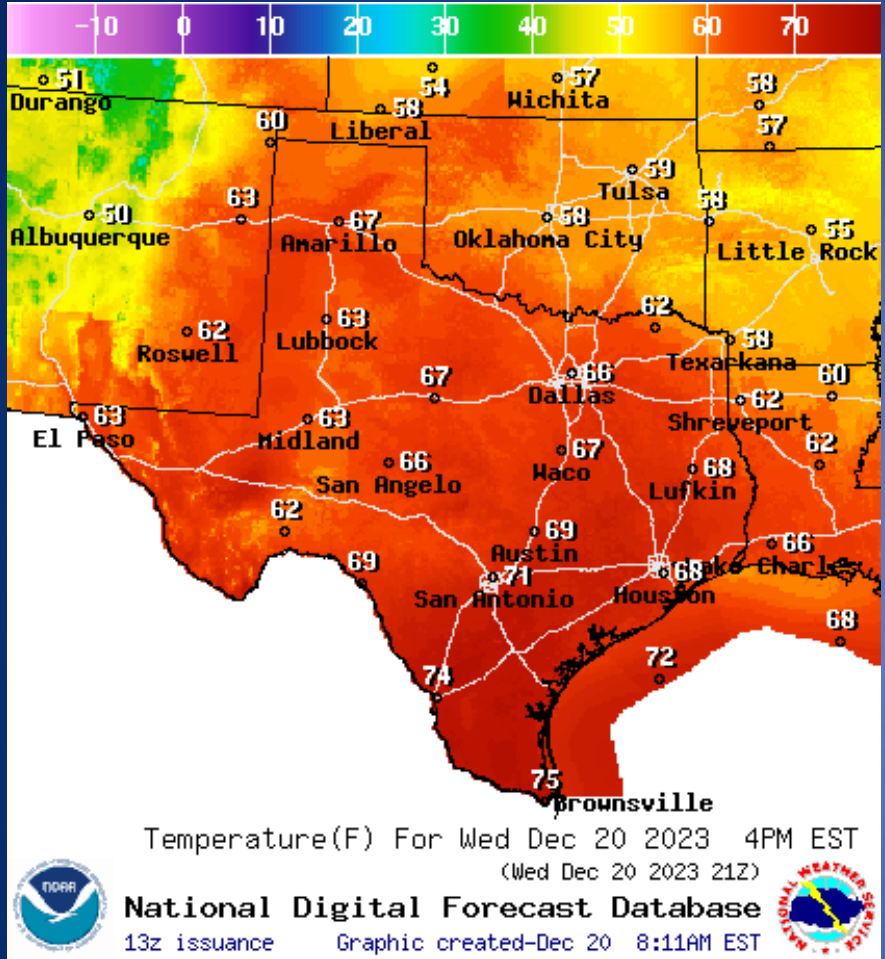 -10 0 10 20 30 40 50 60 70
51 54 57 58
Durango 58 Wichita
60 Liberal 57
59
63 Tulsa 58
50 67 58 55
Albuquerque Amarillo Oklahoma City Little Rock
63 62
62 Lubbock 58
Roswell Texarkana
67 66 60
63 63 Dallas 62
El Paso Midland Shreveport
66 67 68 62
San Angelo Waco Lufkin
62 69 66
69 71 Austin 68 Lake Charles
San Antonio Houston
68
74 72
75
Brownsville
Temperature(F) For Wed Dec 20 2023 4PM EST
(Wed Dec 20 2023 21Z)
NOAA
NATIONAL WEATHER SERVICE
National Digital Forecast Database
13z issuance Graphic created-Dec 20 8:11AM EST